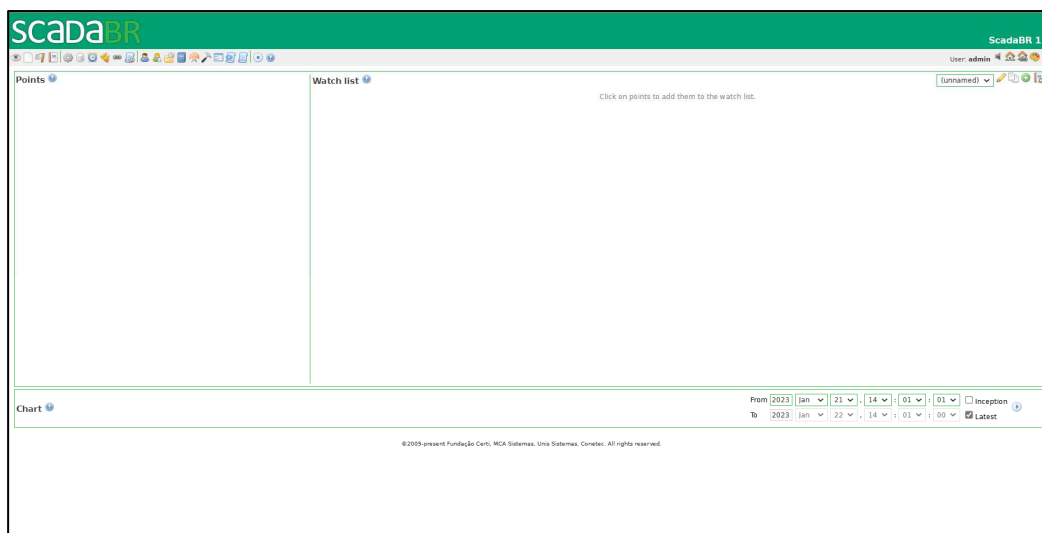 scaDaBR
ScadaBR 1
User: admin
Points
Watch list
(unnamed)
Click on points to add them to the watch list.
Chart
From 2023 Jan 21 , 14 : 01 : 01 Inception
To 2023 Jan 22 , 14 : 01 : 00 Latest
©2009-present Fundação Certi, MCA Sistemas, Unis Sistemas, Conetec. All rights reserved.